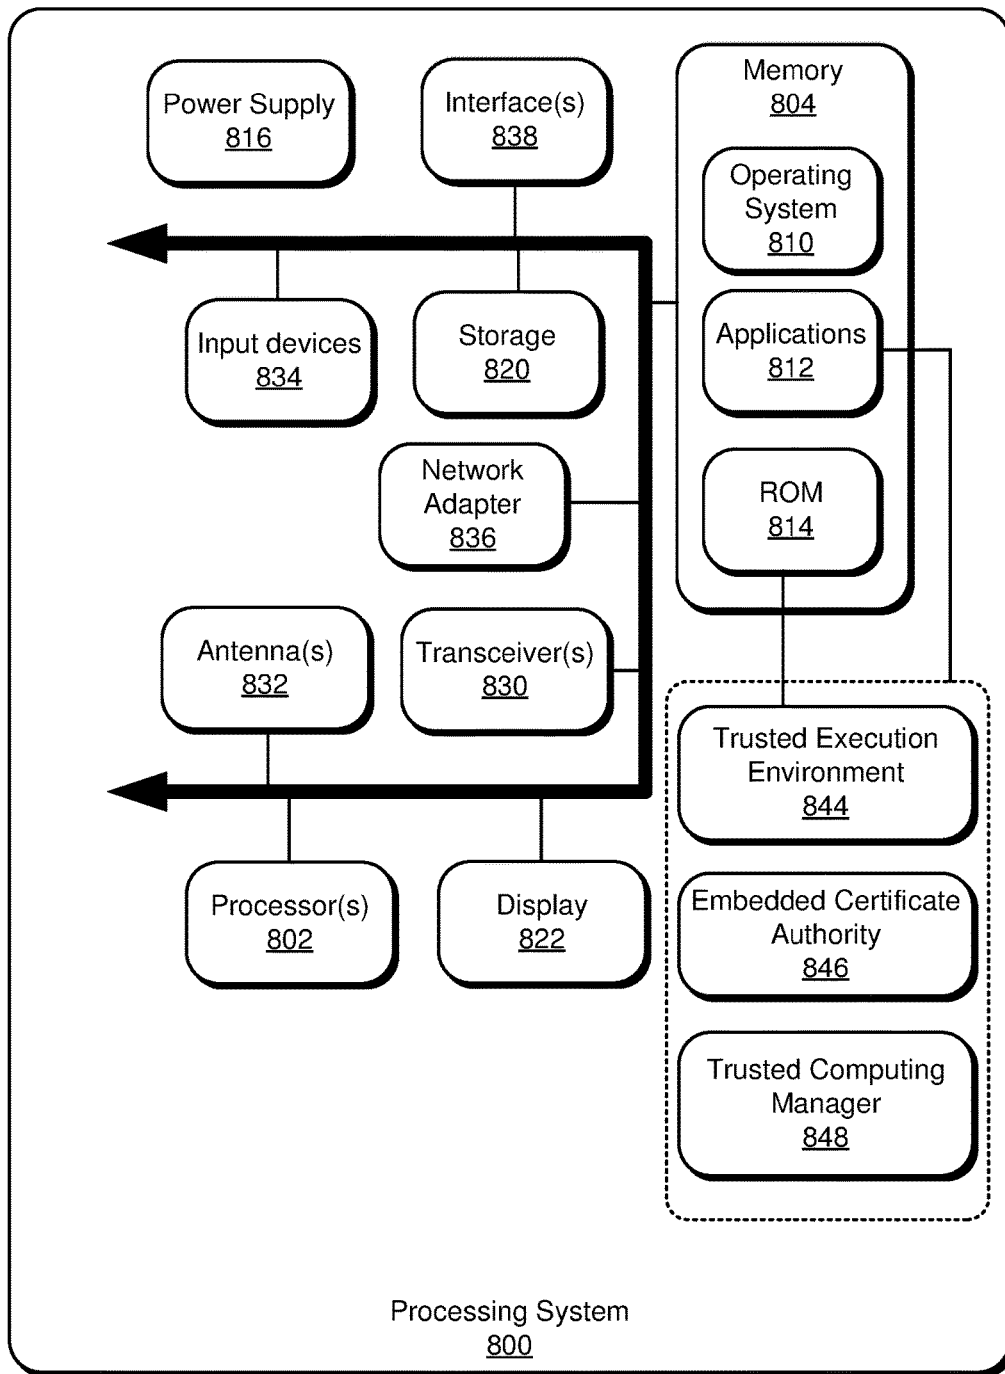 Power Supply
816
Interface(s)
838
Memory
804
Operating
System
810
Applications
812
ROM
814
Input devices
834
Storage
820
Network
Adapter
836
Antenna(s)
832
Transceiver(s)
830
Processor(s)
802
Display
822
Trusted Execution
Environment
844
Embedded Certificate
Authority
846
Trusted Computing
Manager
848
Processing System
800